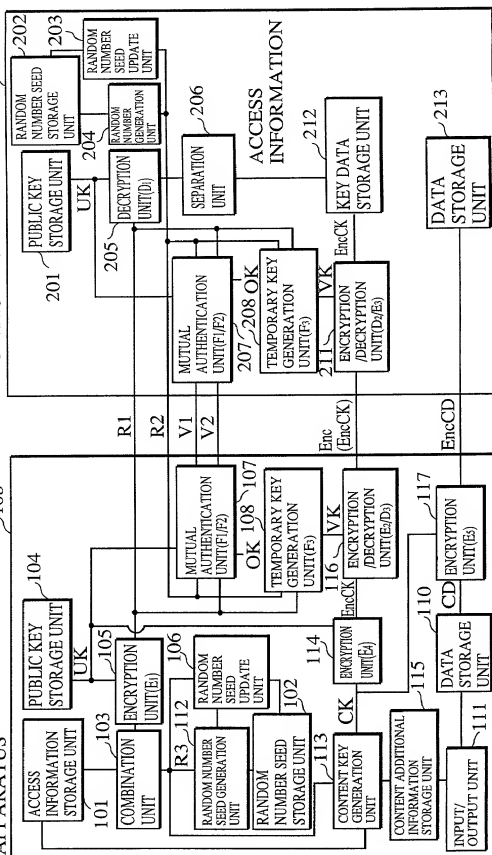 APPARATUS
ACCESS
INFORMATION
STORAGE UNIT
101
PUBLIC KEY
STORAGE UNIT
104
UK
103
COMBINATION
UNIT
105
ENCRYPTION
UNIT(E1)
R3
112
106
RANDOM
NUMBER
SEED
UPDATE
UNIT
RANDOM NUMBER
SEED GENERATION
UNIT
RANDOM
NUMBER SEED
STORAGE UNIT
102
113
CONTENT KEY
GENERATION
UNIT
CK
CONTENT ADDITIONAL
INFORMATION
STORAGE UNIT
115
INPUT/
OUTPUT UNIT
111
DATA
STORAGE
UNIT
110
CD
ENCRYPTION
UNIT(E5)
117
114
ENCRYPTION
UNIT(E4)
EncCK
116
ENCRYPTION
/DECRYPTION
UNIT(E2/D3)
VK
MUTUAL
AUTHENTICATION
UNIT(F1/F2)
107
OK
108
TEMPORARY KEY
GENERATION
UNIT(F3)
R1
R2
V1
V2
Enc
(EncCK)
EncCD
201
PUBLIC KEY
STORAGE UNIT
UK
RANDOM
NUMBER SEED
STORAGE
UNIT
202
203
RANDOM
NUMBER
SEED
UPDATE
UNIT
204
RANDOM
NUMBER
GENERATION
UNIT
205
DECRYPTION
UNIT(D1)
206
SEPARATION
UNIT
ACCESS
INFORMATION
MUTUAL
AUTHENTICATION
UNIT(F1/F2)
207
OK
208
TEMPORARY KEY
GENERATION
UNIT(F3)
VK
211
ENCRYPTION
/DECRYPTION
UNIT(D2/E3)
EncCK
212
KEY DATA
STORAGE UNIT
213
DATA
STORAGE
UNIT